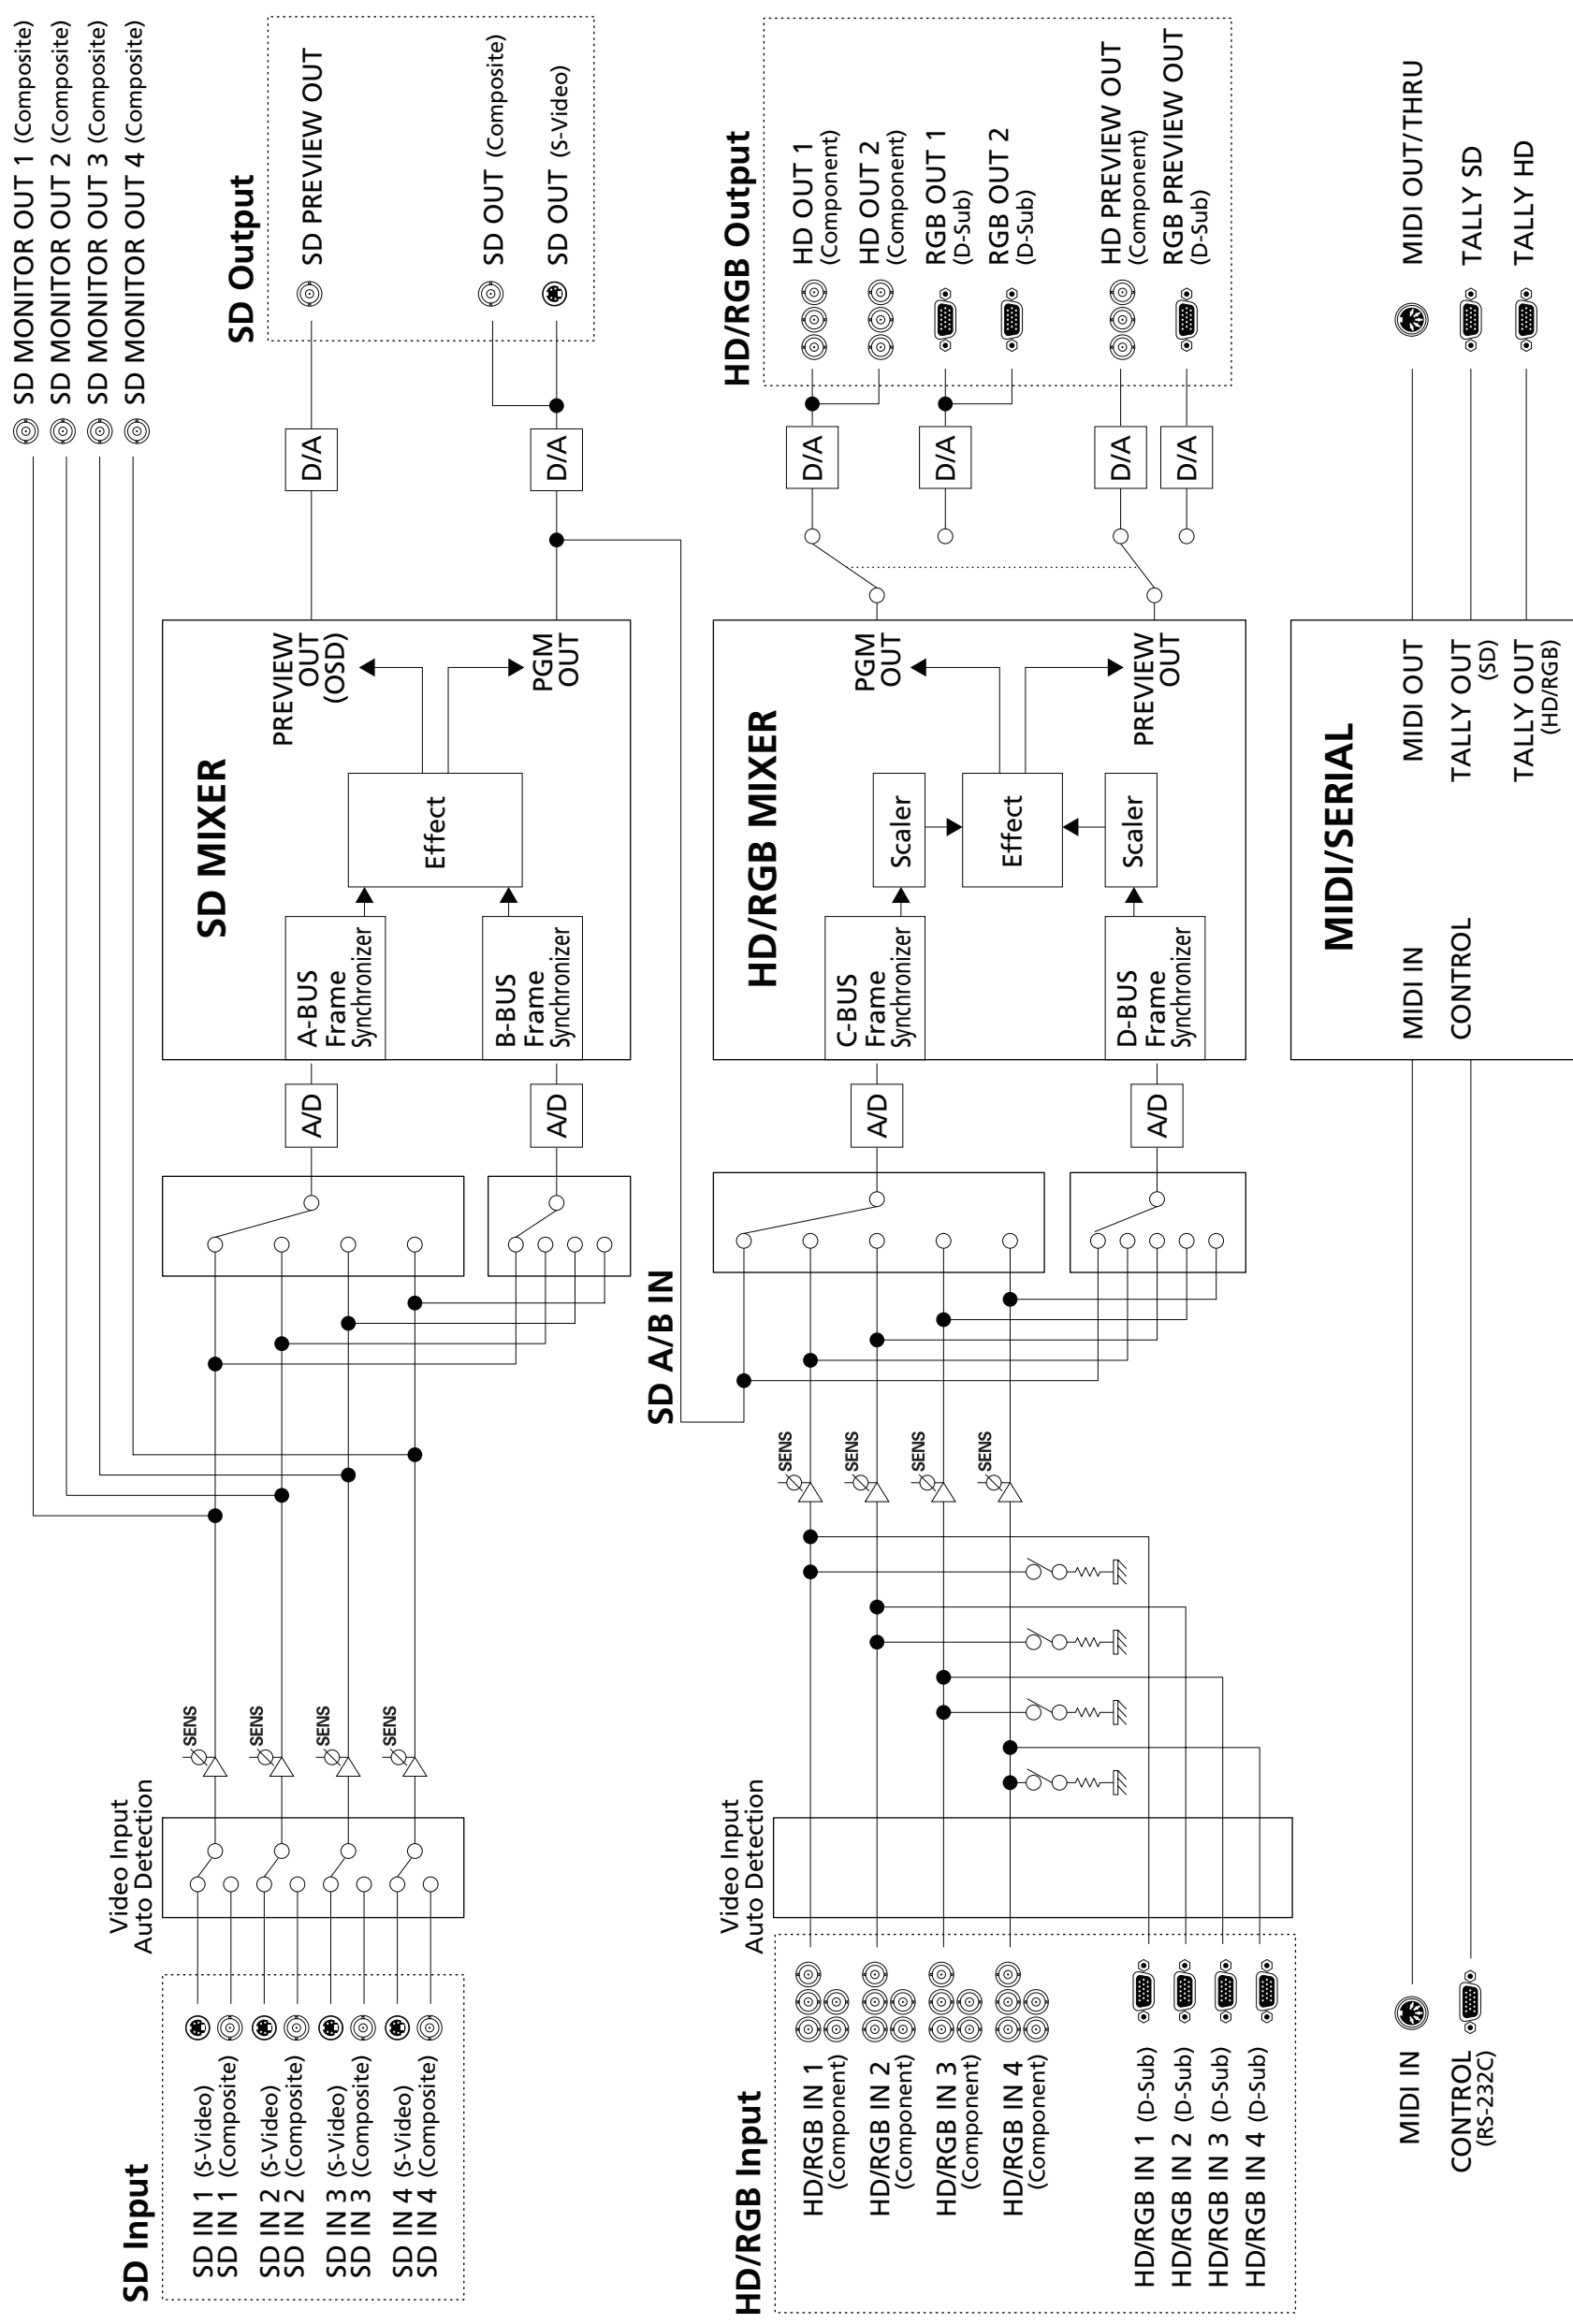 SD Input
SD IN 1 (S-Video)
SD IN 1 (Composite)
SD IN 2 (S-Video)
SD IN 2 (Composite)
SD IN 3 (S-Video)
SD IN 3 (Composite)
SD IN 4 (S-Video)
SD IN 4 (Composite)
Video Input
Auto Detection
SENS
SENS
SENS
SENS
A/D
A/D
SD MIXER
A-BUS
Frame
Synchronizer
B-BUS
Frame
Synchronizer
Effect
PREVIEW
OUT
(OSD)
PGM
OUT
D/A
D/A
SD MONITOR OUT 1 (Composite)
SD MONITOR OUT 2 (Composite)
SD MONITOR OUT 3 (Composite)
SD MONITOR OUT 4 (Composite)
SD Output
SD PREVIEW OUT
SD OUT (Composite)
SD OUT (S-Video)
SD A/B IN
HD/RGB Input
HD/RGB IN 1
(Component)
HD/RGB IN 2
(Component)
HD/RGB IN 3
(Component)
HD/RGB IN 4
(Component)
HD/RGB IN 1 (D-Sub)
HD/RGB IN 2 (D-Sub)
HD/RGB IN 3 (D-Sub)
HD/RGB IN 4 (D-Sub)
Video Input
Auto Detection
SENS
SENS
SENS
SENS
A/D
A/D
HD/RGB MIXER
C-BUS
Frame
Synchronizer
D-BUS
Frame
Synchronizer
Scaler
Effect
Scaler
PGM
OUT
PREVIEW
OUT
D/A
D/A
D/A
D/A
HD/RGB Output
HD OUT 1
(Component)
HD OUT 2
(Component)
RGB OUT 1
(D-Sub)
RGB OUT 2
(D-Sub)
HD PREVIEW OUT
(Component)
RGB PREVIEW OUT
(D-Sub)
MIDI IN
CONTROL
(RS-232C)
MIDI/SERIAL
MIDI IN
CONTROL
MIDI OUT
TALLY OUT
(SD)
TALLY OUT
(HD/RGB)
MIDI OUT/THRU
TALLY SD
TALLY HD